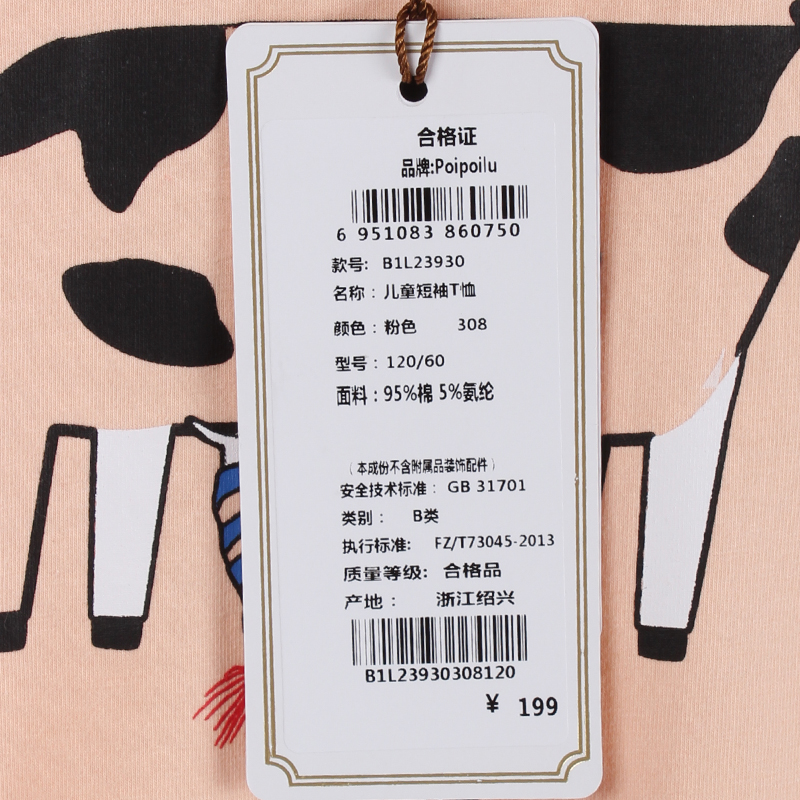 合格证
品牌:Poipoilu
6 951083 860750
款号: B1L23930
名称：儿童短袖T恤
颜色：粉色 308
型号：120/60
面料：95%棉 5%氨纶
（本成份不含附属品装饰配件）
安全技术标准： GB 31701
类别： B类
执行标准: FZ/T73045-2013
质量等级: 合格品
产地： 浙江绍兴
B1L23930308120
¥ 199